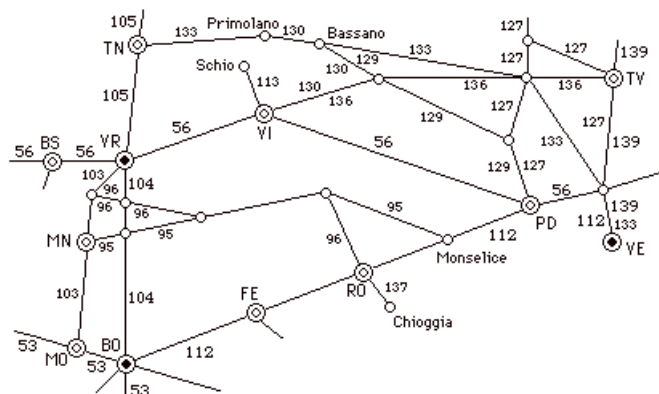 105
Primolano
Bassano
133
130
133
127
127
139
TN
129
127
Schio
113
130
130
136
136
136
TV
105
129
127
133
127
139
VI
BS
VR
56
56
56
56
103
104
129
127
56
139
96
96
96
95
112
133
PD
VE
MN
95
95
96
112
Monselice
103
104
RO
137
FE
Chioggia
53
MO
BO
53
112
53